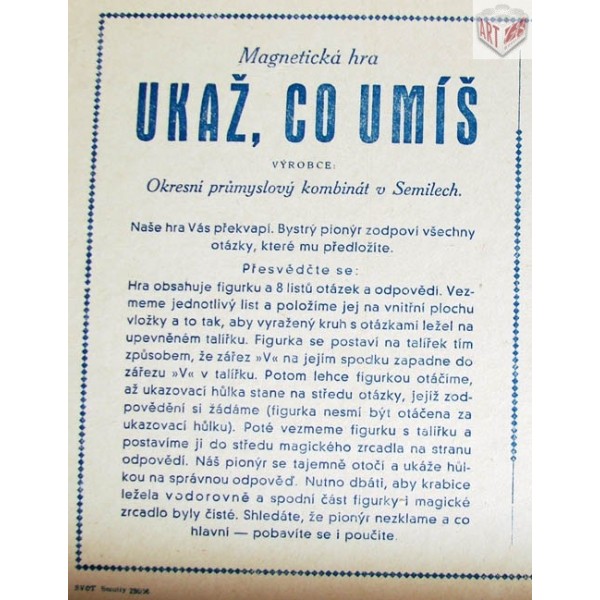 Magnetická hra
UKAŽ, CO UMÍŠ
VÝROBCE:
Okresní průmyslový kombinát v Semilech.
Naše hra Vás překvapí. Bystrý pionýr zodpoví všechny
otázky, které mu předložíte.
Přesvědčte se:
Hra obsahuje figurku a 8 listů otázek a odpovědí. Vez-
meme jednotlivý list a položíme jej na vnitřní plochu
vložky a to tak, aby vyražený kruh s otázkami ležel na
upevněném talířku. Figurka se postaví na talířek tím
způsobem, že zářez »V« na jejím spodku zapadne do
zářezu »V« v talířku. Potom lehce figurkou otáčíme,
až ukazovací hůlka stane na středu otázky, jejíž zod-
povědění si žádáme (figurka nesmí být otáčena za
ukazovací hůlku). Poté vezmeme figurku s talířku a
postavíme ji do středu magického zrcadla na stranu
odpovědí. Náš pionýr se tajemně otočí a ukáže hůl-
kou na správnou odpověď. Nutno dbáti, aby krabice
ležela vodorovně a spodní část figurky i magické
zrcadlo byly čisté. Shledáte, že pionýr nezklame a co
hlavní — pobavíte se i poučíte.